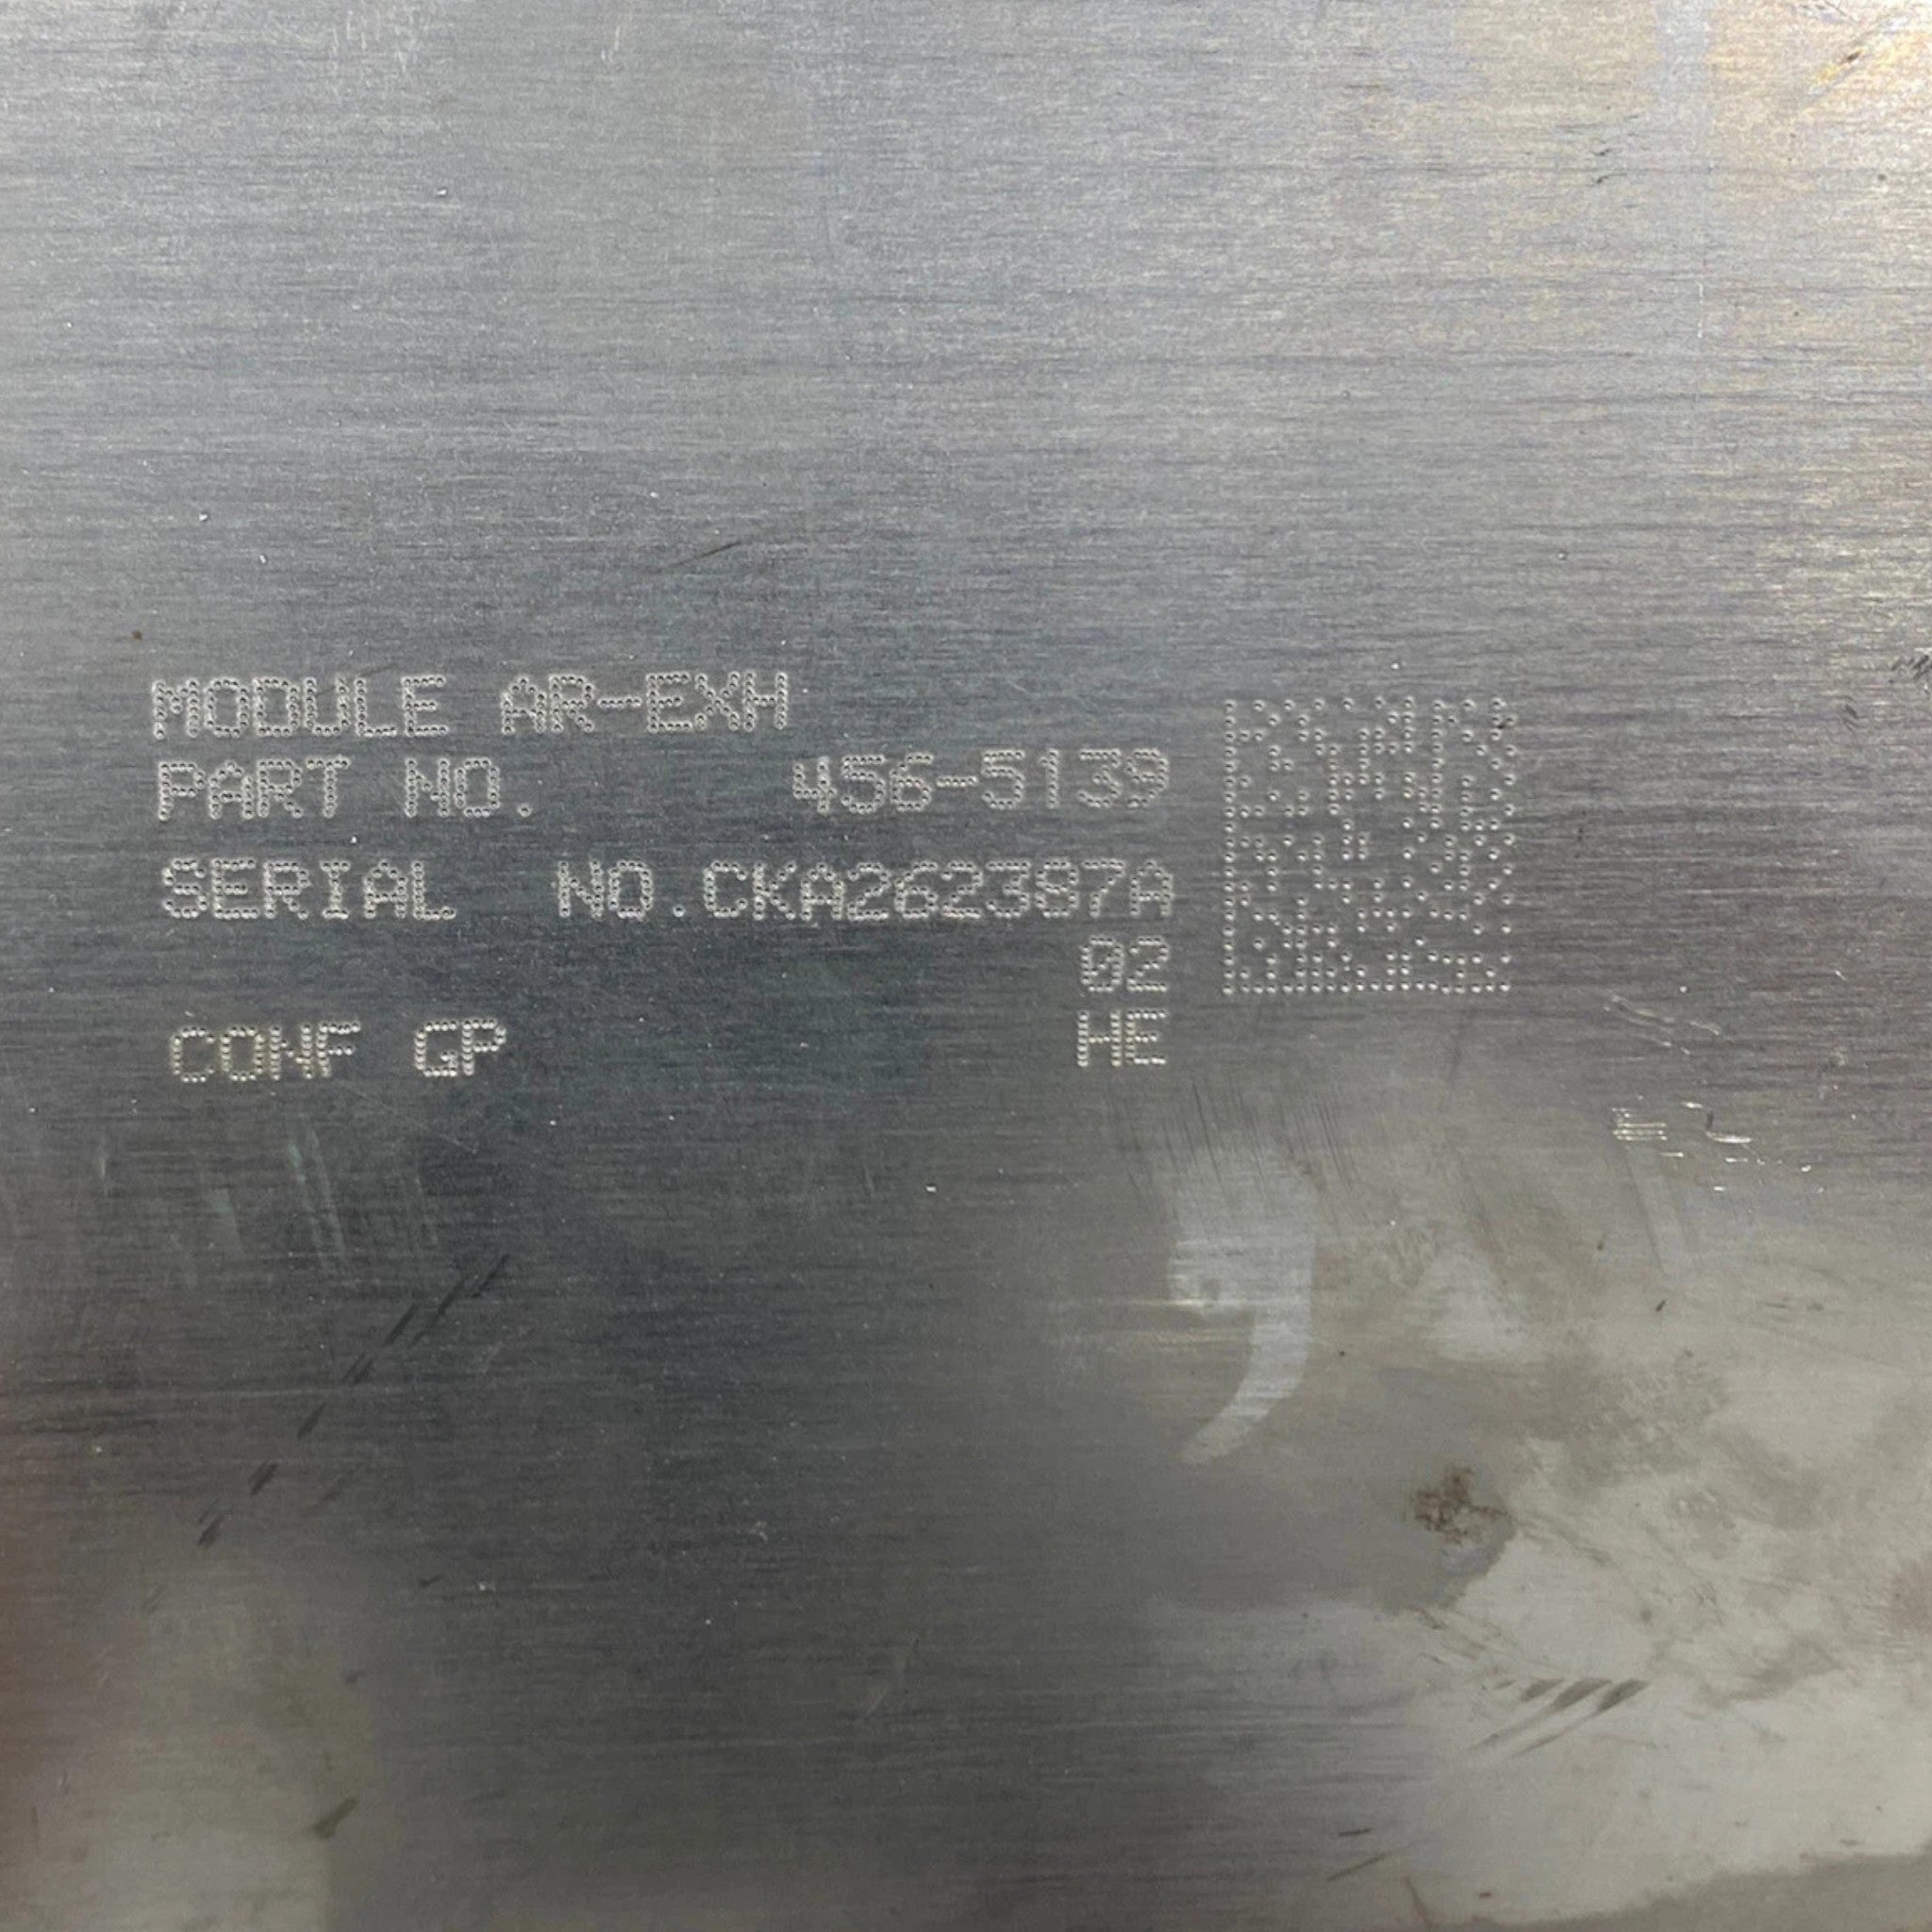 MODULE AR-EXH
PART NO. 456-5139
SERIAL NO.CKA262387A
02
CONF GP HE